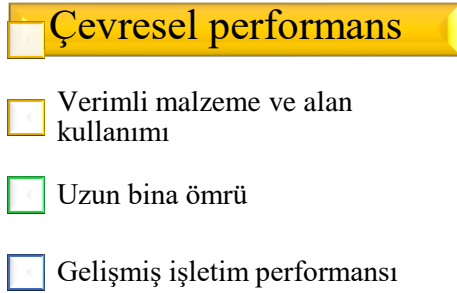 Çevresel performans
Verimli malzeme ve alan
kullanımı
Uzun bina ömrü
Gelişmiş işletim performansı